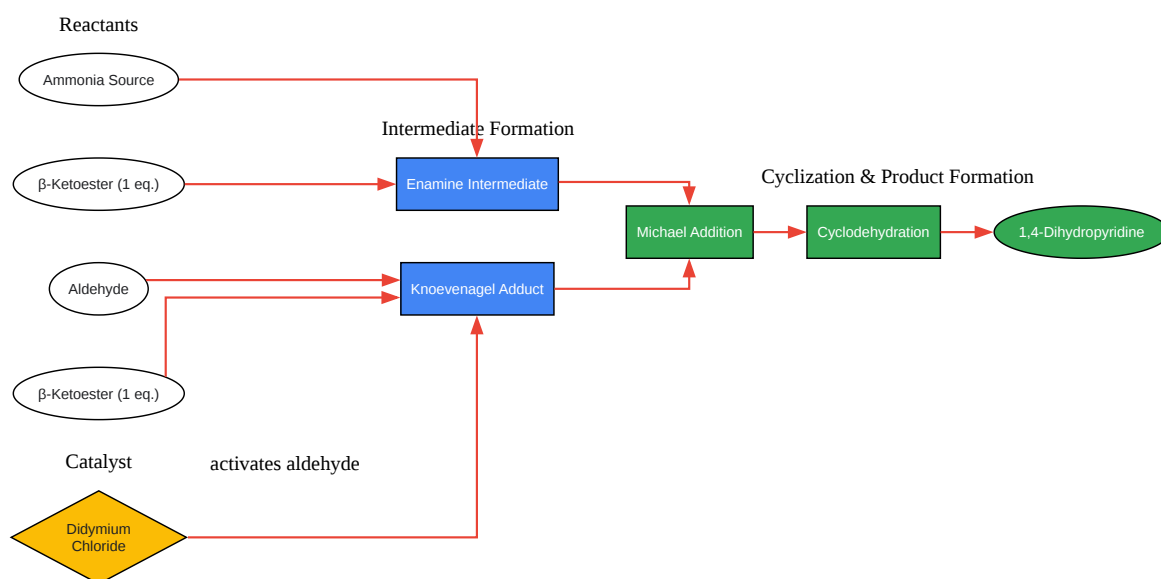 Reactants
Ammonia Source
Intermediate Formation
β-Ketoester (1 eq.)
Enamine Intermediate
Cyclization & Product Formation
Michael Addition
Cyclodehydration
1,4-Dihydropyridine
Aldehyde
Knoevenagel Adduct
β-Ketoester (1 eq.)
Catalyst
activates aldehyde
Didymium
Chloride